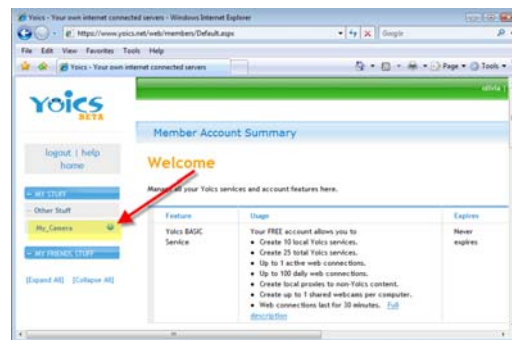 Yoics - Your own internet connected servers - Windows Internet Explorer
https://www.yoics.net/web/members/Default.aspx
Google
File Edit View Favorites Tools Help
Yoics - Your own internet connected servers
Page Tools
olivia |
YOICS
BETA
logout | help
home
Member Account Summary
Welcome
Manage all your Yoics services and account features here.
MY STUFF
Other Stuff
My_Camera
MY FRIENDS STUFF
[Expand All] [Collapse All]
Feature Usage Expires
Yoics BASIC Service
Your FREE account allows you to
Create 10 local Yoics services.
Create 25 total Yoics services.
Up to 1 active web connections.
Up to 100 daily web connections.
Create local proxies to non-Yoics content.
Create up to 1 shared webcams per computer.
Web connections last for 30 minutes. Full
description
Never
expires